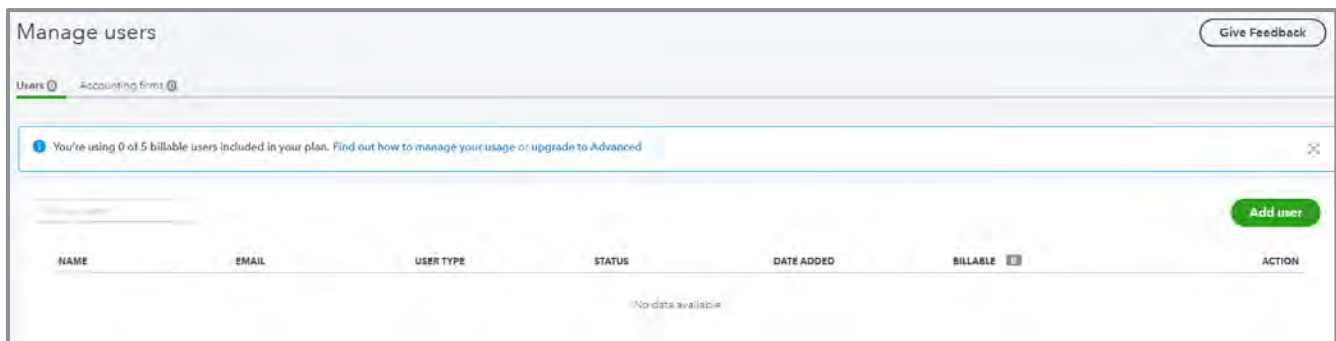 Manage users
Give Feedback
Users
Accounting firms
You're using 0 of 5 billable users included in your plan. Find out how to manage your usage or upgrade to Advanced
Add user
NAME EMAIL USER TYPE STATUS DATE ADDED BILLABLE ACTION
No data available